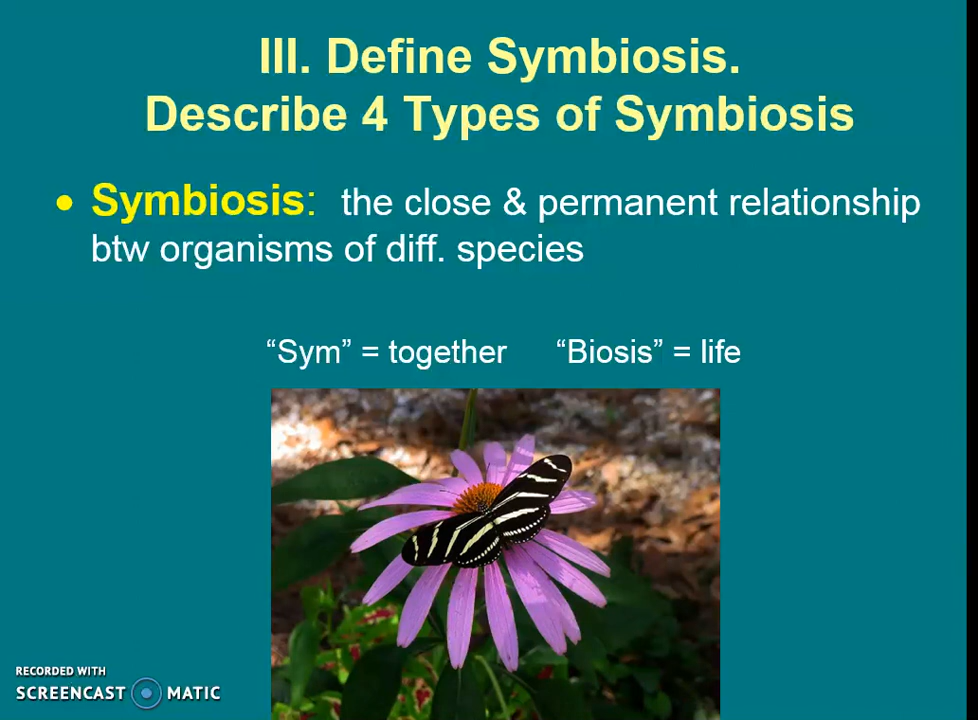 III. Define Symbiosis.
Describe 4 Types of Symbiosis
• Symbiosis: the close & permanent relationship
btw organisms of diff. species
“Sym” = together “Biosis” = life
RECORDED WITH
SCREENCAST MATIC